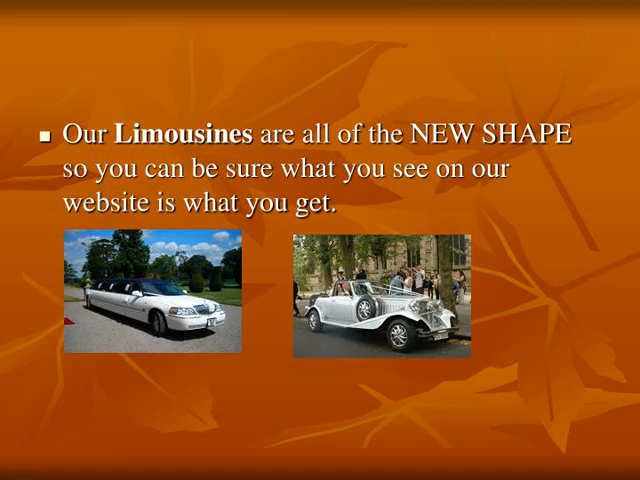 Our Limousines are all of the NEW SHAPE
so you can be sure what you see on our
website is what you get.